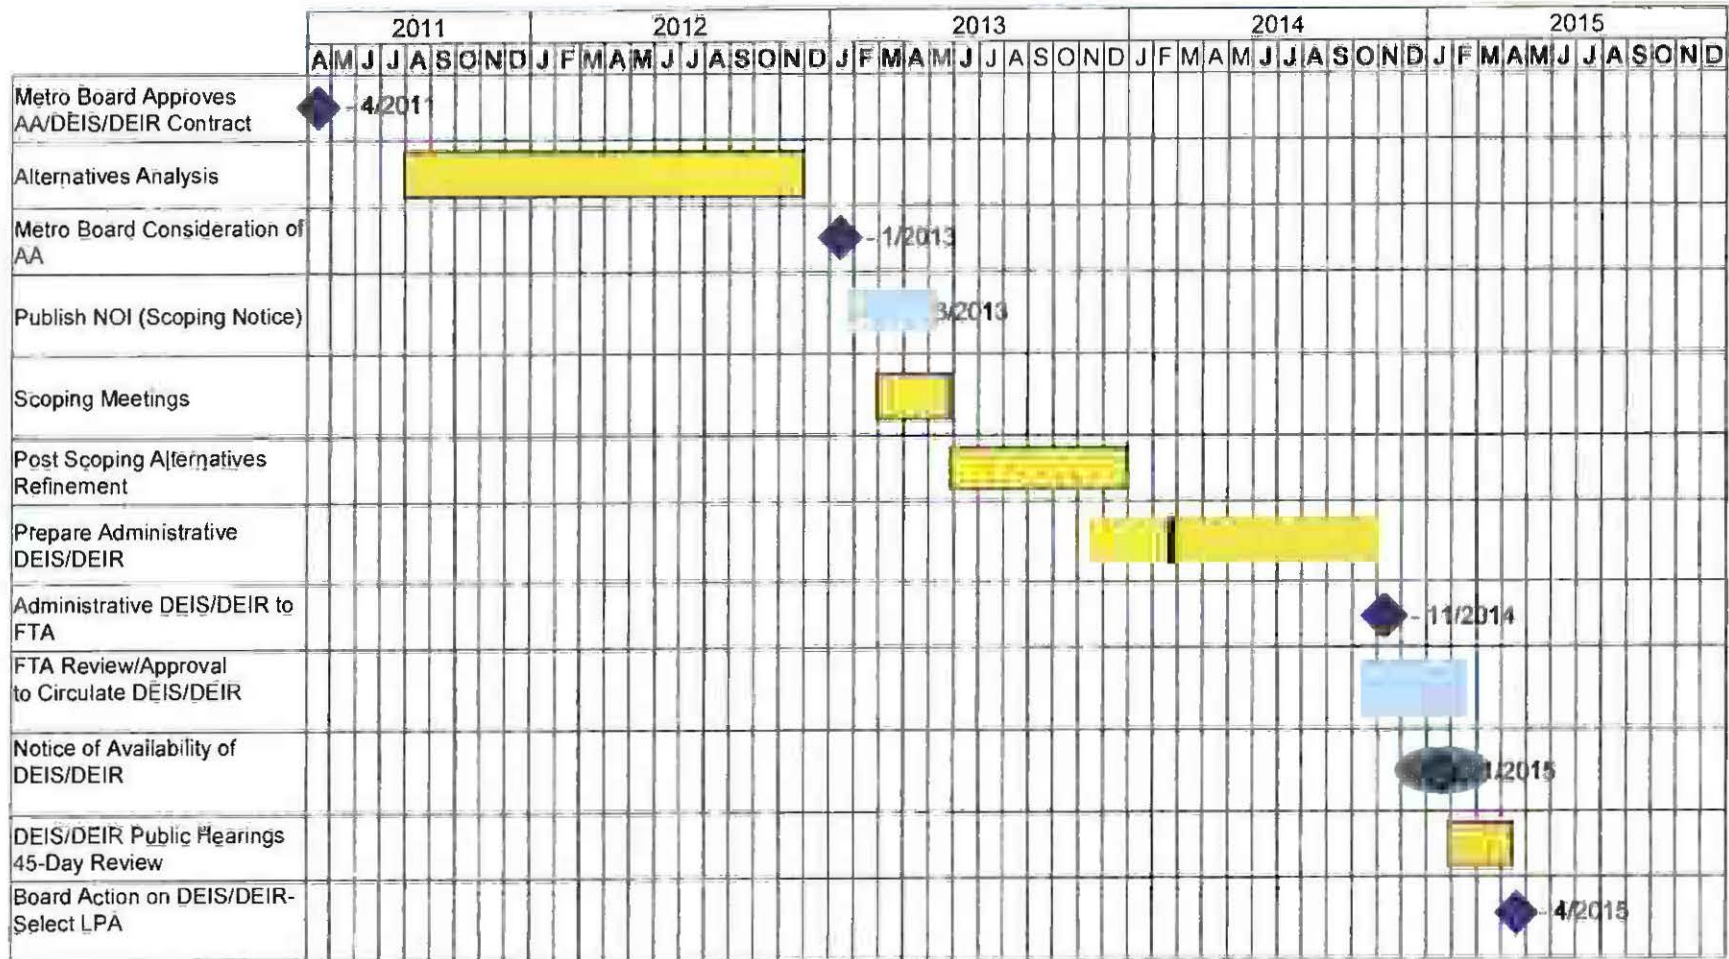 2011 2012 2013 2014 2015
A M J J A S O N D J F M A M J J A S O N D J F M A M J J A S O N D J F M A M J J A S O N D J F M A M J J A S O N D
Metro Board Approves
AA/DEIS/DEIR Contract
- 4/2011
Alternatives Analysis
Metro Board Consideration of
AA
- 1/2013
Publish NOI (Scoping Notice)
3/2013
Scoping Meetings
Post Scoping Alternatives
Refinement
Prepare Administrative
DEIS/DEIR
Administrative DEIS/DEIR to
FTA
- 11/2014
FTA Review/Approval
to Circulate DEIS/DEIR
Notice of Availability of
DEIS/DEIR
1/2015
DEIS/DEIR Public Hearings
45-Day Review
Board Action on DEIS/DEIR-
Select LPA
- 4/2015